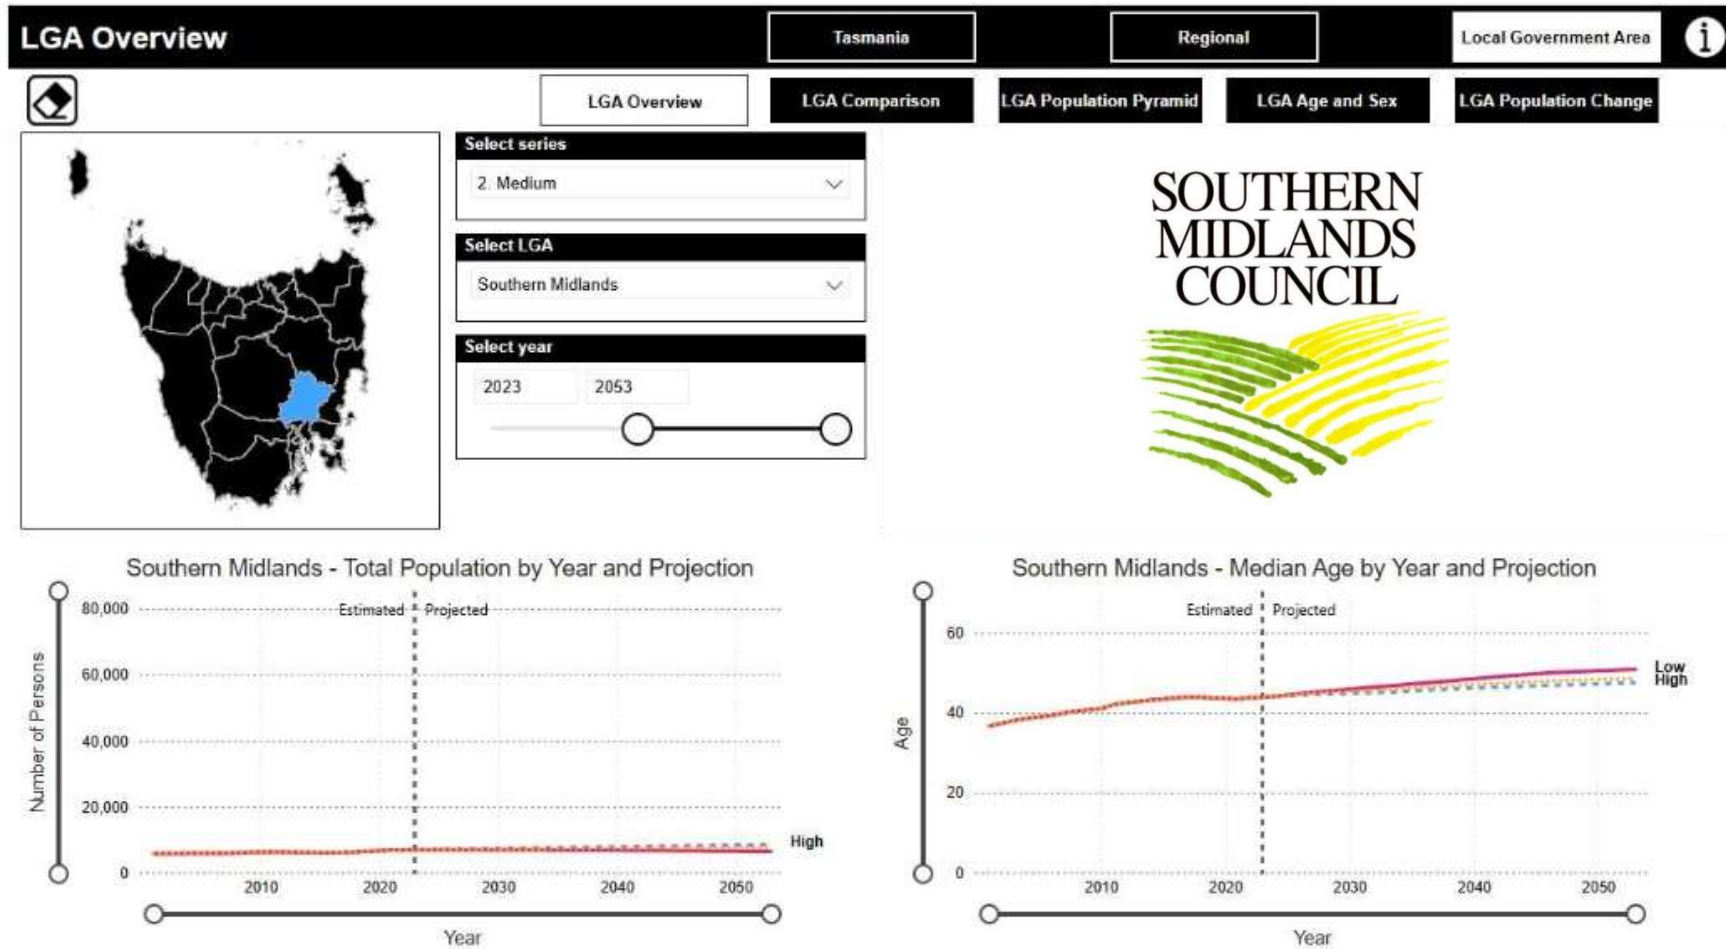 LGA Overview
Tasmania
Regional
Local Government Area
i
LGA Overview
LGA Comparison
LGA Population Pyramid
LGA Age and Sex
LGA Population Change
Select series
2. Medium
Select LGA
Southern Midlands
Select year
2023
2053
SOUTHERN
MIDLANDS
COUNCIL
Southern Midlands - Total Population by Year and Projection
Estimated
Projected
Number of Persons
80,000
60,000
40,000
20,000
0
High
2010
2020
2030
2040
2050
Year
Southern Midlands - Median Age by Year and Projection
Estimated
Projected
Age
60
40
20
0
Low
High
2010
2020
2030
2040
2050
Year